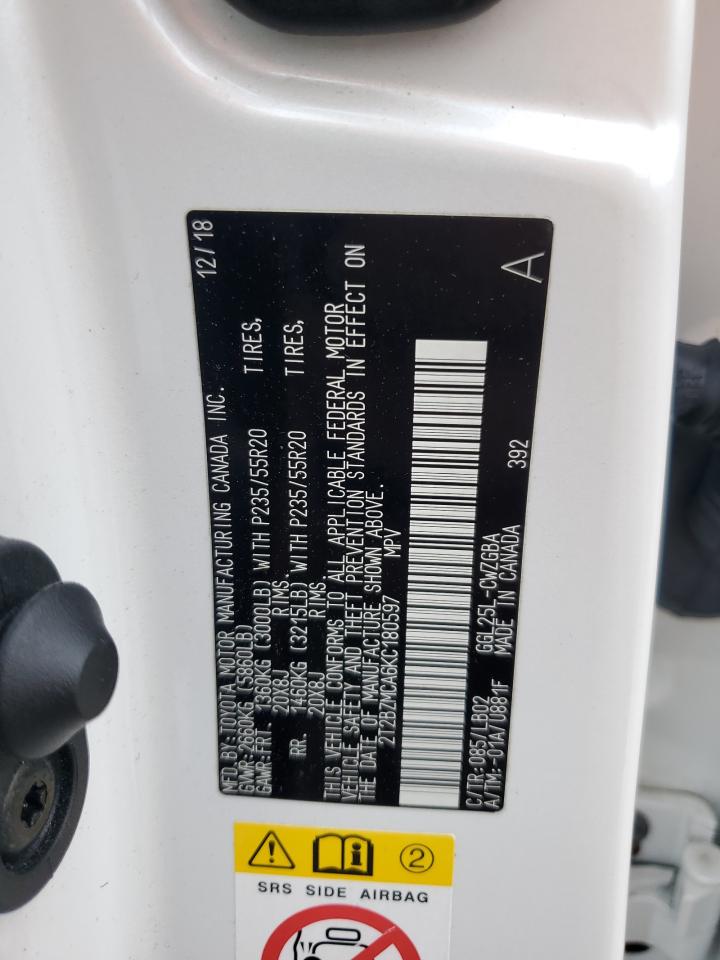 MFD. BY: TOYOTA MOTOR MANUFACTURING CANADA INC. 12/18
GVWR: 2660KG (5860LB)
GAWR: FRT 1360KG (3000LB) WITH P235/55R20 TIRES,
20X8J RIMS.
RR. 1460KG (3215LB) WITH P235/55R20 TIRES,
20X8J RIMS.
THIS VEHICLE CONFORMS TO ALL APPLICABLE FEDERAL MOTOR
VEHICLE SAFETY AND THEFT PREVENTION STANDARDS IN EFFECT ON
THE DATE OF MANUFACTURE SHOWN ABOVE.
2T2BZMCA6KC180597 MPV
C/TR: 085/LB02 GGL25L-CWZGBA
A/TM: -01A/U881F MADE IN CANADA 392
A
2
SRS SIDE AIRBAG